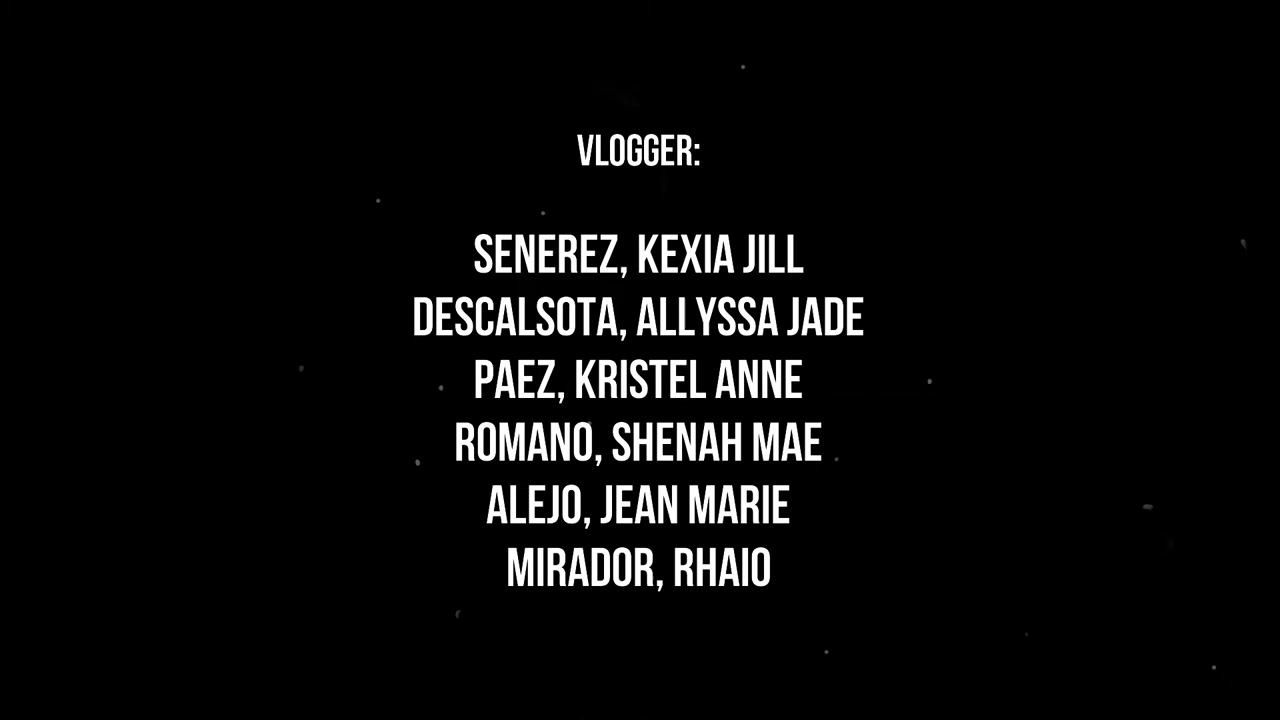 VLOGGER:
SENEREZ, KEXIA JILL
DESCALSOTA, ALLYSSA JADE
PAEZ, KRISTEL ANNE
ROMANO, SHENAH MAE
ALEJO, JEAN MARIE
MIRADOR, RHAIO